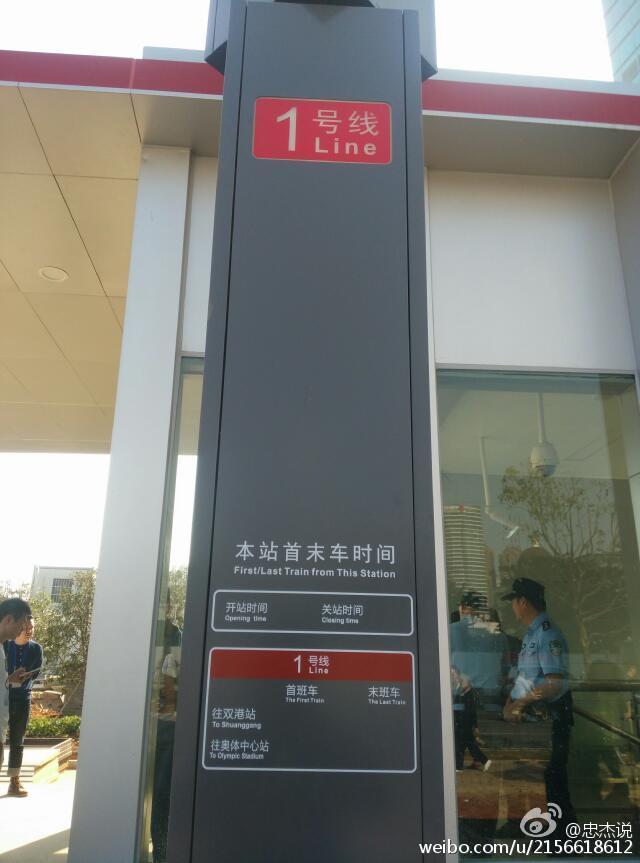 1 号线
Line
本站首末车时间
First/Last Train from This Station
开站时间 关站时间
Opening time Closing time
1 号线
Line
首班车 末班车
The First Train The Last Train
往双港站
To Shuanggang
往奥体中心站
To Olympic Stadium
@忠杰说
weibo.com/u/2156618612